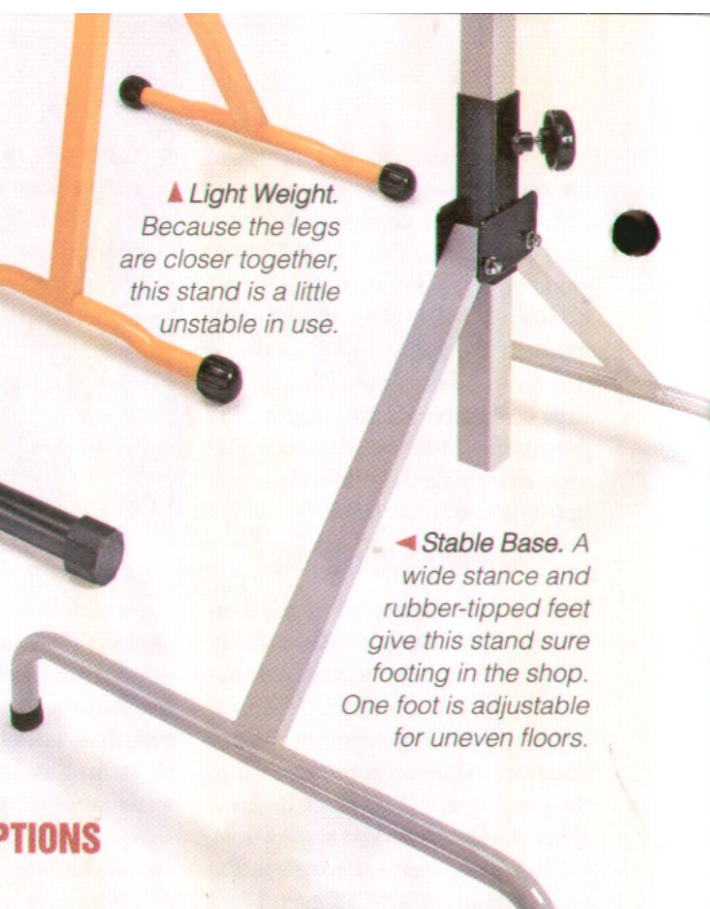 ▲ Light Weight.
Because the legs
are closer together,
this stand is a little
unstable in use.
◄ Stable Base. A
wide stance and
rubber-tipped feet
give this stand sure
footing in the shop.
One foot is adjustable
for uneven floors.
PTIONS